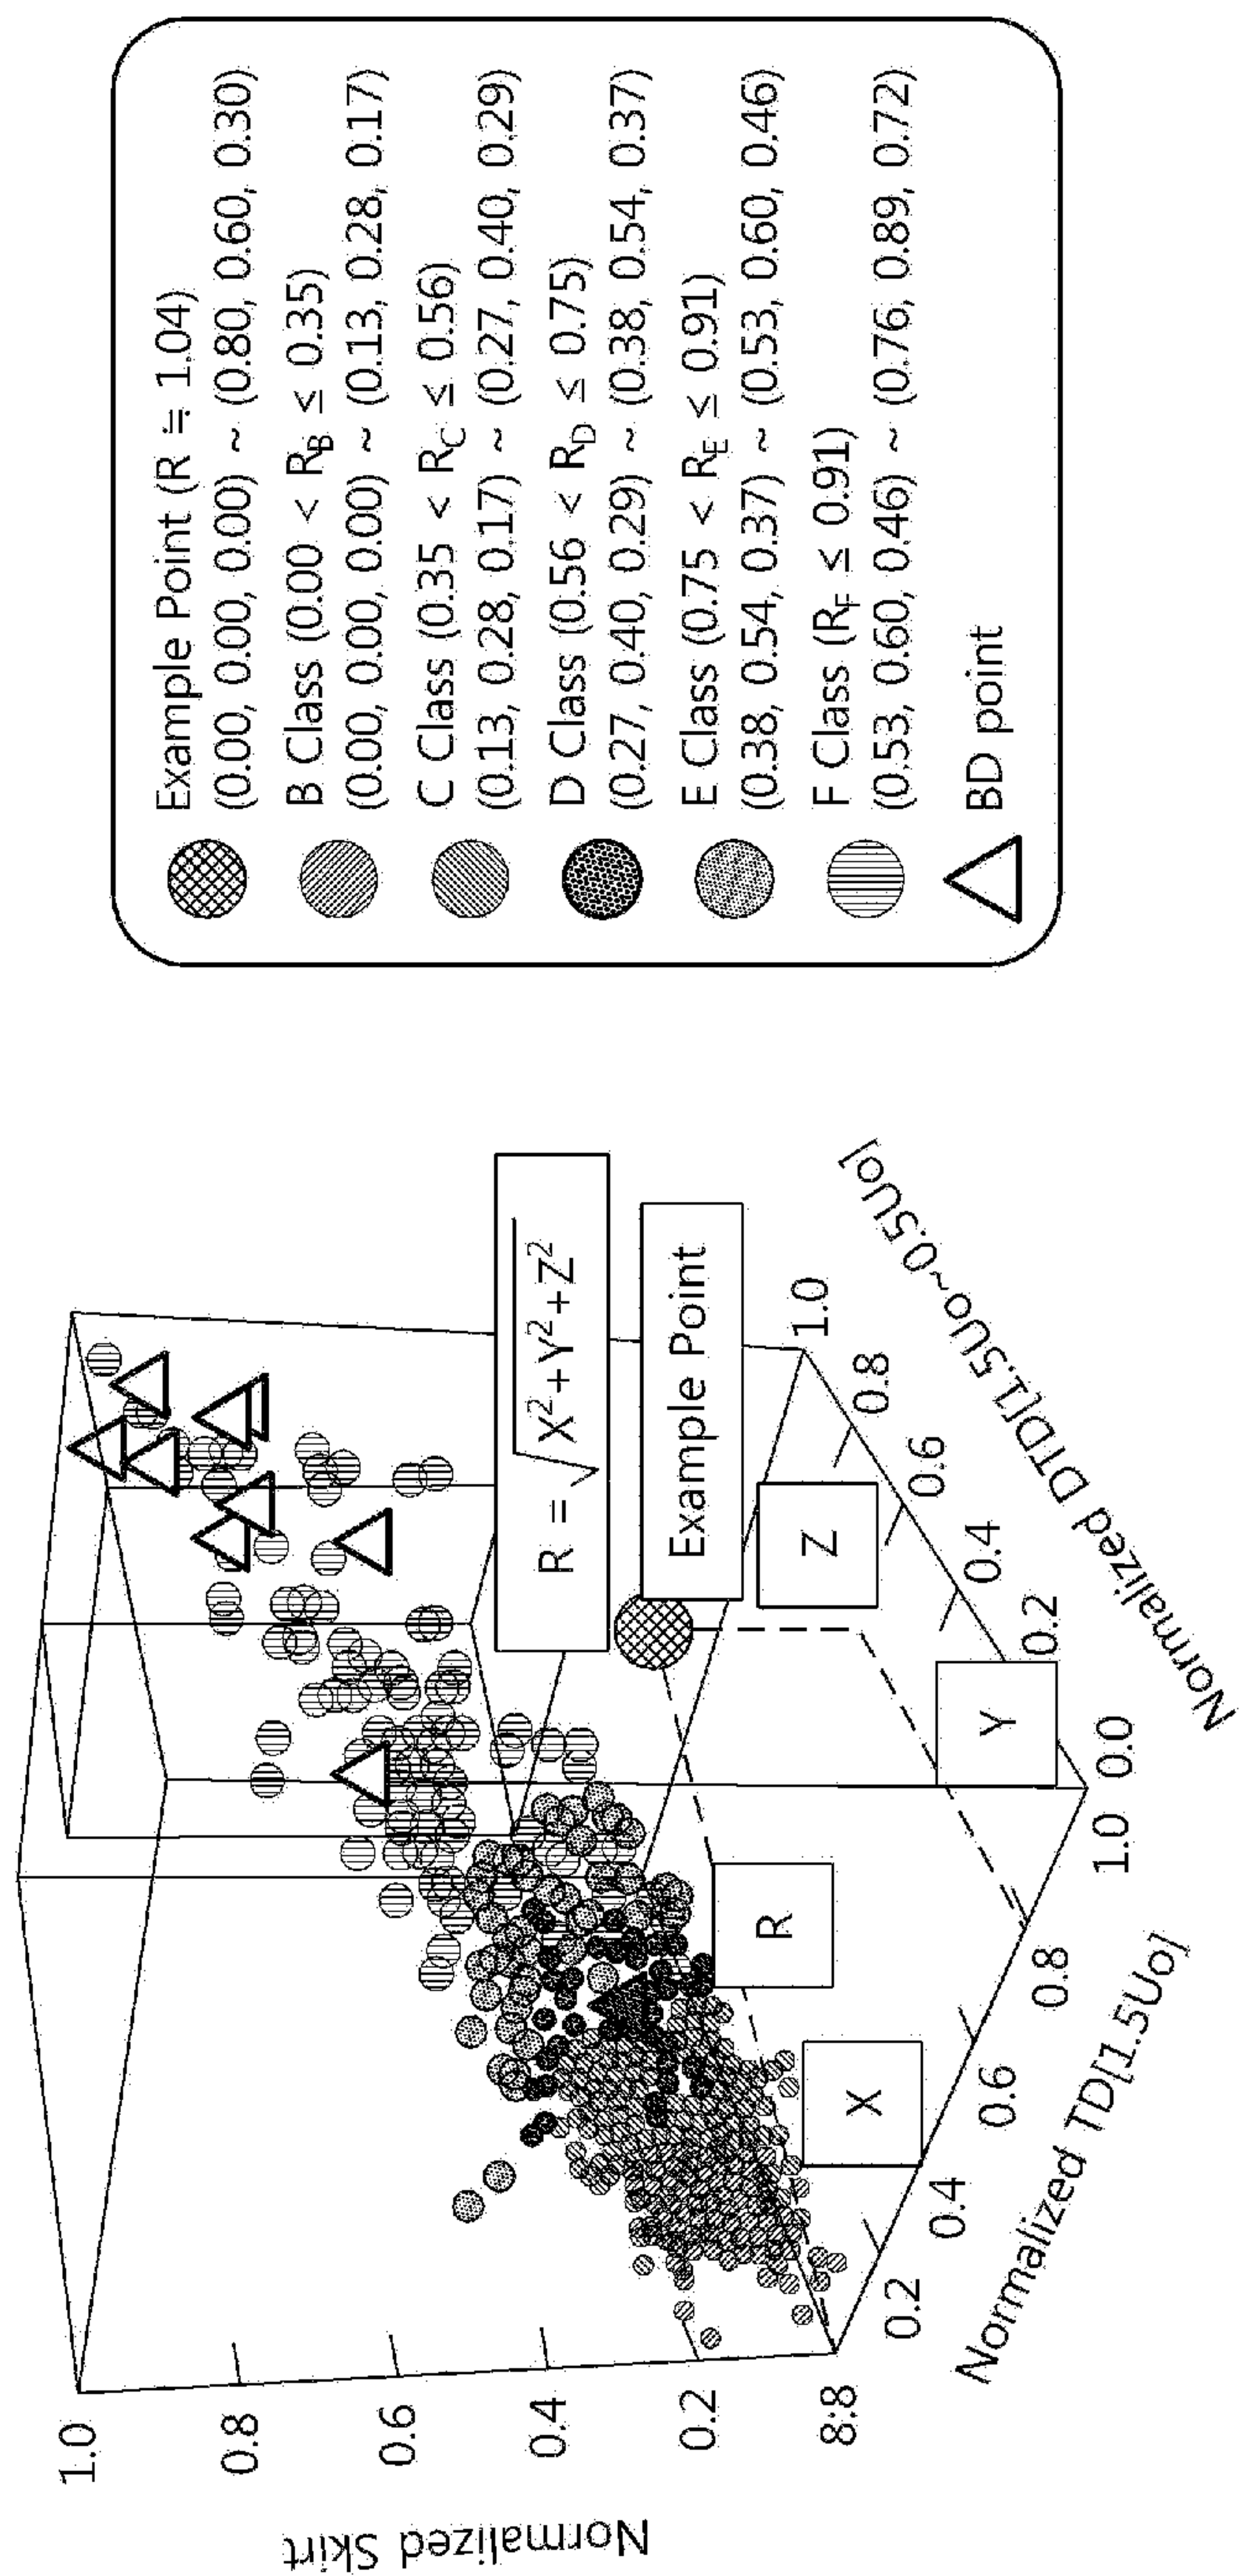 1.0
0.8
0.6
0.4
0.2
8:8
Normalized Skirt
0.2
0.4
0.6
0.8
1.0
Normalized TD[1.5Uo]
0.0
0.2
0.4
0.6
0.8
1.0
Normalized DTD[1.5Uo~0.5Uo]
X
R
Y
Z
Example Point
R = √X²+Y²+Z²
Example Point (R ≒ 1.04)
(0.00, 0.00, 0.00) ~ (0.80, 0.60, 0.30)
B Class (0.00 < R_B ≤ 0.35)
(0.00, 0.00, 0.00) ~ (0.13, 0.28, 0.17)
C Class (0.35 < R_C ≤ 0.56)
(0.13, 0.28, 0.17) ~ (0.27, 0.40, 0.29)
D Class (0.56 < R_D ≤ 0.75)
(0.27, 0.40, 0.29) ~ (0.38, 0.54, 0.37)
E Class (0.75 < R_E ≤ 0.91)
(0.38, 0.54, 0.37) ~ (0.53, 0.60, 0.46)
F Class (R_F ≤ 0.91)
(0.53, 0.60, 0.46) ~ (0.76, 0.89, 0.72)
BD point